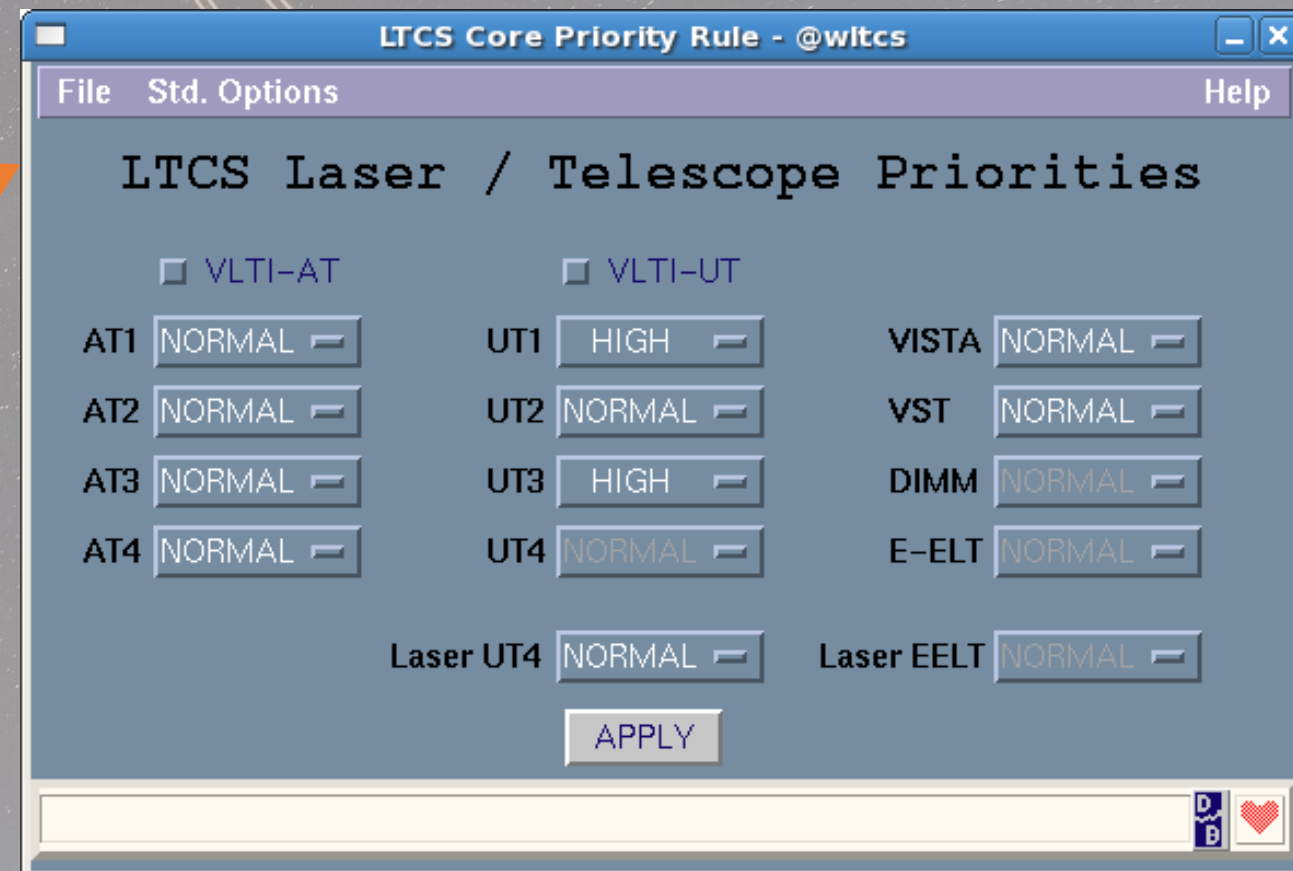 LTCS Core Priority Rule - @wltcs
File Std. Options Help
LTCS Laser / Telescope Priorities
VLTI-AT VLTI-UT
AT1 NORMAL UT1 HIGH VISTA NORMAL
AT2 NORMAL UT2 NORMAL VST NORMAL
AT3 NORMAL UT3 HIGH DIMM NORMAL
AT4 NORMAL UT4 NORMAL E-ELT NORMAL
Laser UT4 NORMAL Laser EELT NORMAL
APPLY
D
B